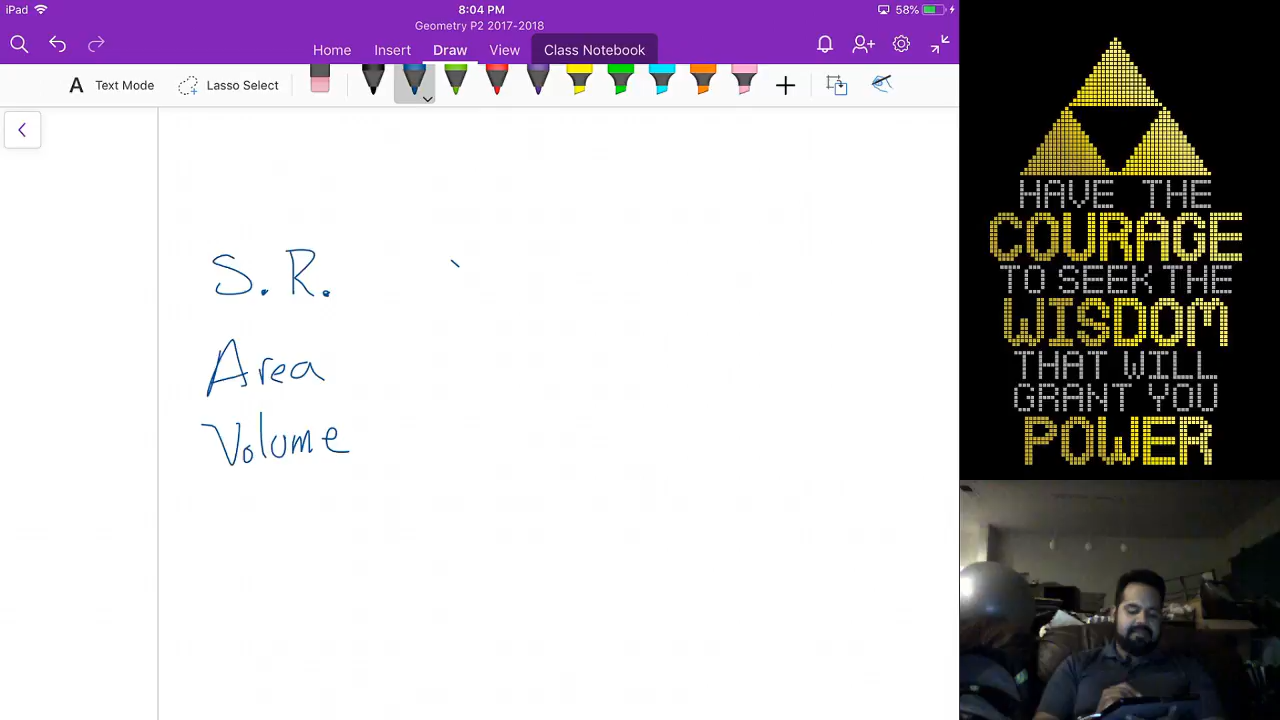 iPad
8:04 PM
58%
Geometry P2 2017-2018
Home Insert Draw View Class Notebook
A Text Mode Lasso Select
S. R.
Area
Volume
HAVE THE
COURAGE
TO SEEK THE
WISDOM
THAT WILL
GRANT YOU
POWER